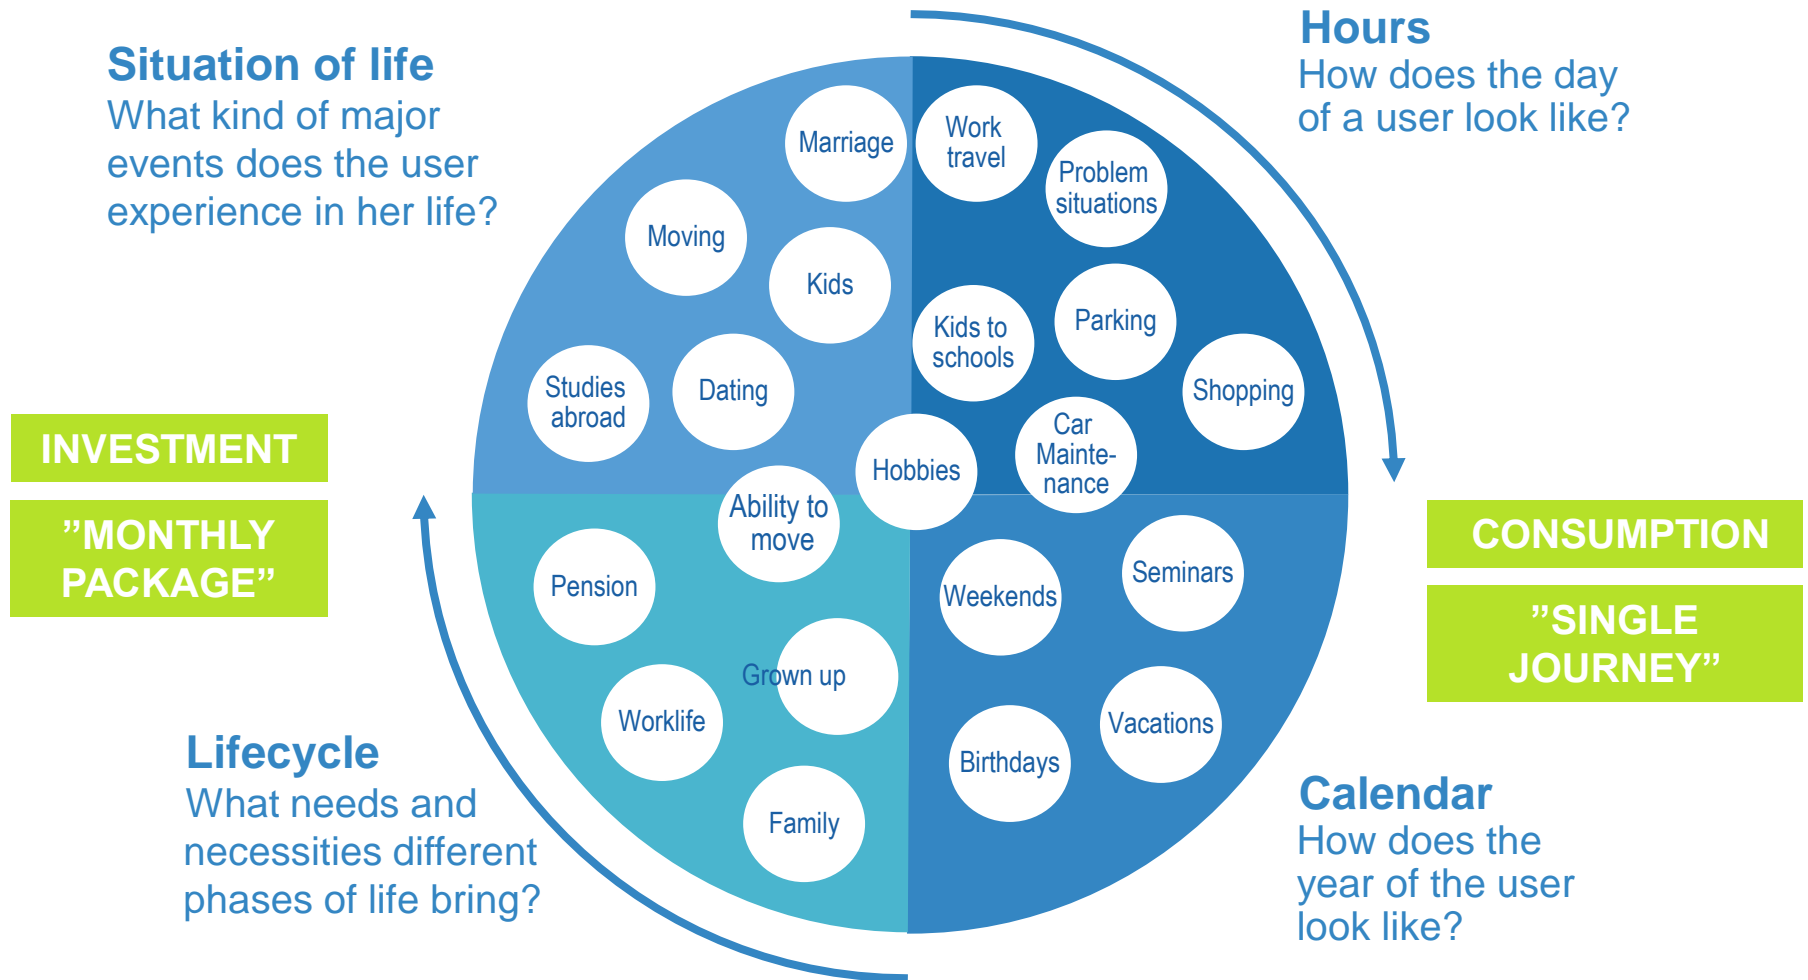 Situation of life
What kind of major
events does the user
experience in her life?
Hours
How does the day
of a user look like?
Marriage
Work
travel
Problem
situations
Moving
Kids
Kids to
schools
Parking
Studies
abroad
Dating
Shopping
Hobbies
Car
Mainte-
nance
INVESTMENT
”MONTHLY
PACKAGE”
Ability to
move
Pension
Weekends
Seminars
CONSUMPTION
”SINGLE
JOURNEY”
Grown up
Worklife
Family
Birthdays
Vacations
Lifecycle
What needs and
necessities different
phases of life bring?
Calendar
How does the
year of the user
look like?